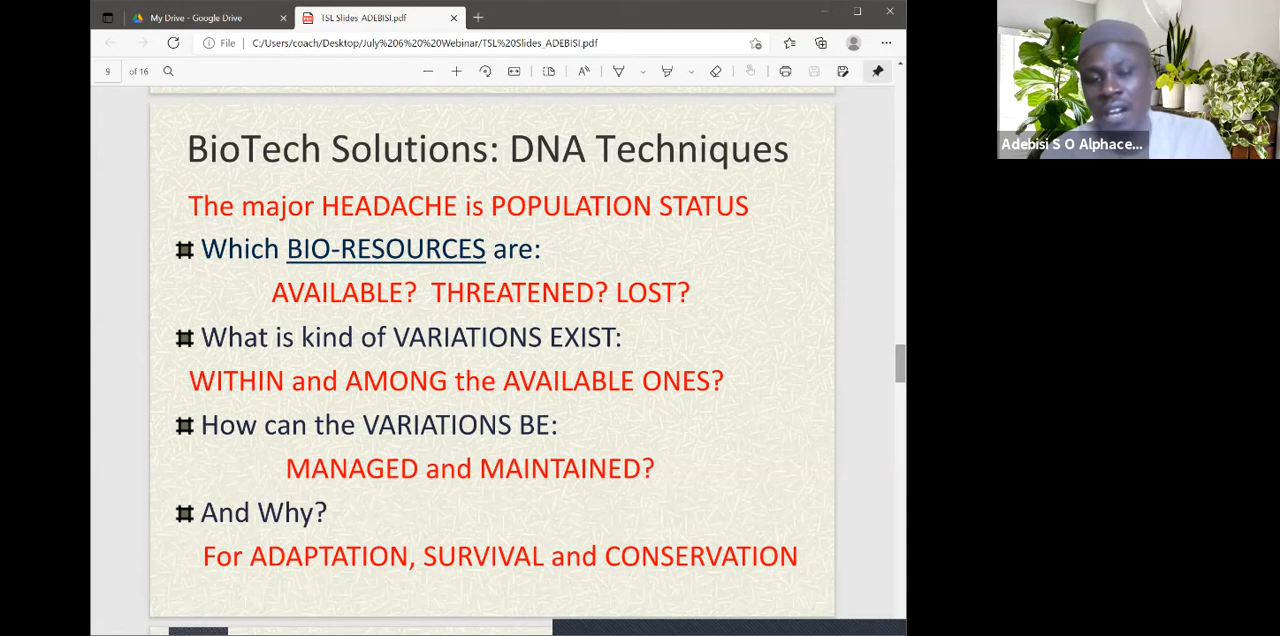 My Drive - Google Drive
TSL Slides_ADEBISI.pdf
File
C:/Users/coach/Desktop/July%206%20%20Webinar/TSL%20Slides_ADEBISI.pdf
9 of 16
BioTech Solutions: DNA Techniques
The major HEADACHE is POPULATION STATUS
Which BIO-RESOURCES are:
AVAILABLE? THREATENED? LOST?
What is kind of VARIATIONS EXIST:
WITHIN and AMONG the AVAILABLE ONES?
How can the VARIATIONS BE:
MANAGED and MAINTAINED?
And Why?
For ADAPTATION, SURVIVAL and CONSERVATION
Adebisi S O Alphace...